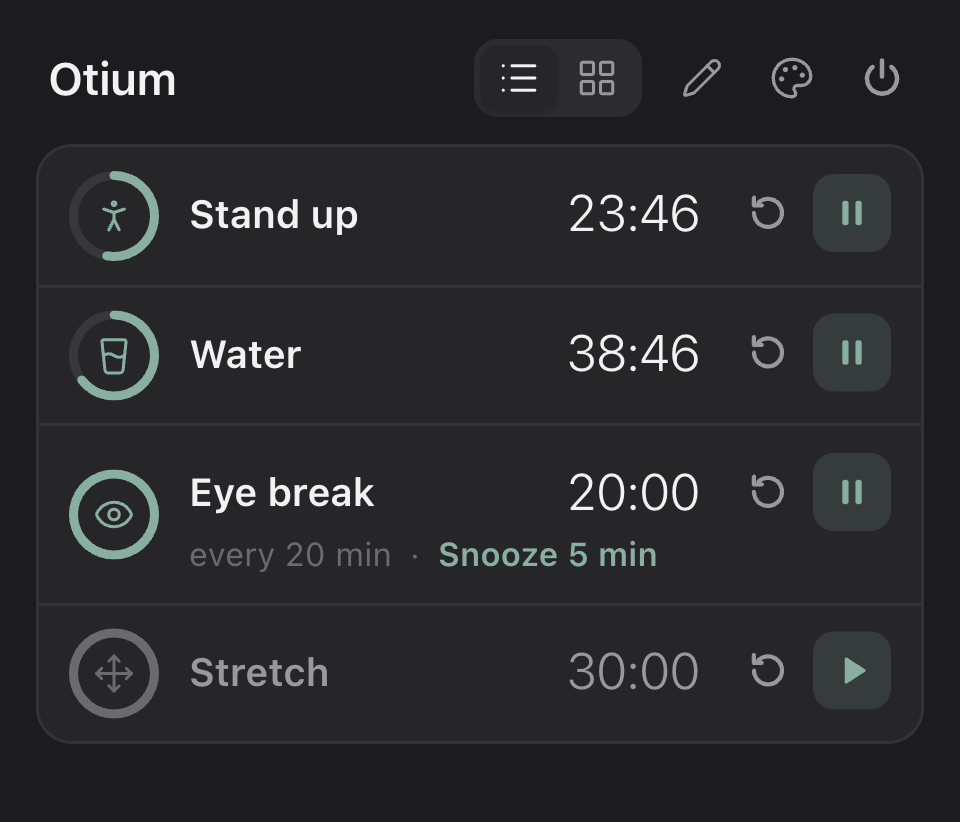 Otium
Stand up 23:46
Water 38:46
Eye break 20:00
every 20 min · Snooze 5 min
Stretch 30:00